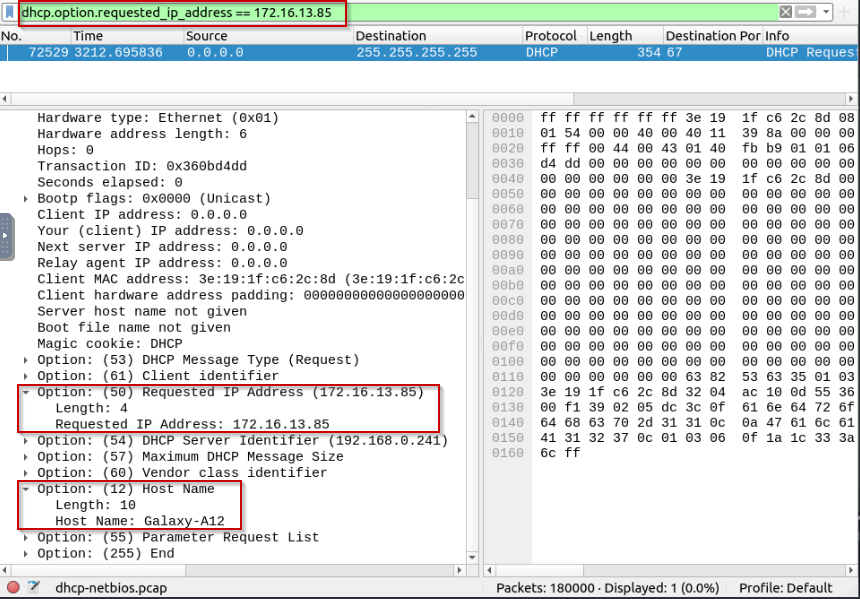 dhcp.option.requested_ip_address == 172.16.13.85
No. Time Source Destination Protocol Length Destination Por Info
72529 3212.695836 0.0.0.0 255.255.255.255 DHCP 354 67 DHCP Reques
Hardware type: Ethernet (0x01)
Hardware address length: 6
Hops: 0
Transaction ID: 0x360bd4dd
Seconds elapsed: 0
Bootp flags: 0x0000 (Unicast)
Client IP address: 0.0.0.0
Your (client) IP address: 0.0.0.0
Next server IP address: 0.0.0.0
Relay agent IP address: 0.0.0.0
Client MAC address: 3e:19:1f:c6:2c:8d (3e:19:1f:c6:2c
Client hardware address padding: 00000000000000000000
Server host name not given
Boot file name not given
Magic cookie: DHCP
Option: (53) DHCP Message Type (Request)
Option: (61) Client identifier
Option: (50) Requested IP Address (172.16.13.85)
Length: 4
Requested IP Address: 172.16.13.85
Option: (54) DHCP Server Identifier (192.168.0.241)
Option: (57) Maximum DHCP Message Size
Option: (60) Vendor class identifier
Option: (12) Host Name
Length: 10
Host Name: Galaxy-A12
Option: (55) Parameter Request List
Option: (255) End
0000 ff ff ff ff ff ff 3e 19 1f c6 2c 8d 08
0010 01 54 00 00 40 00 40 11 39 8a 00 00 00
0020 ff ff 00 44 00 43 01 40 fb b9 01 01 06
0030 d4 dd 00 00 00 00 00 00 00 00 00 00 00
0040 00 00 00 00 00 00 3e 19 1f c6 2c 8d 00
0050 00 00 00 00 00 00 00 00 00 00 00 00 00
0060 00 00 00 00 00 00 00 00 00 00 00 00 00
0070 00 00 00 00 00 00 00 00 00 00 00 00 00
0080 00 00 00 00 00 00 00 00 00 00 00 00 00
0090 00 00 00 00 00 00 00 00 00 00 00 00 00
00a0 00 00 00 00 00 00 00 00 00 00 00 00 00
00b0 00 00 00 00 00 00 00 00 00 00 00 00 00
00c0 00 00 00 00 00 00 00 00 00 00 00 00 00
00d0 00 00 00 00 00 00 00 00 00 00 00 00 00
00e0 00 00 00 00 00 00 00 00 00 00 00 00 00
00f0 00 00 00 00 00 00 00 00 00 00 00 00 00
0100 00 00 00 00 00 00 00 00 00 00 00 00 00
0110 00 00 00 00 00 00 63 82 53 63 35 01 03
0120 3e 19 1f c6 2c 8d 32 04 ac 10 0d 55 36
0130 00 f1 39 02 05 dc 3c 0f 61 6e 64 72 6f
0140 64 68 63 70 2d 31 31 0c 0a 47 61 6c 61
0150 41 31 32 37 0c 01 03 06 0f 1a 1c 33 3a
0160 6c ff
dhcp-netbios.pcap Packets: 180000 · Displayed: 1 (0.0%) Profile: Default